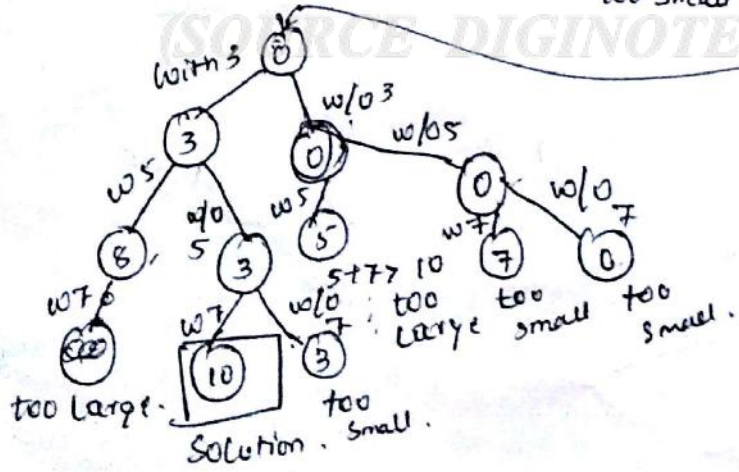 too small
(SOURCE DIGINOTE
0
with 3
w/o 3
3
0
w/o 5
w 5
w/o
5
w 5
0
w/o
7
8
3
5
w 7
7
0
w 7
5+7 > 10
too
large
too
small
too
small.
w 7
w/o
7
10
3
too large.
too
small.
Solution.